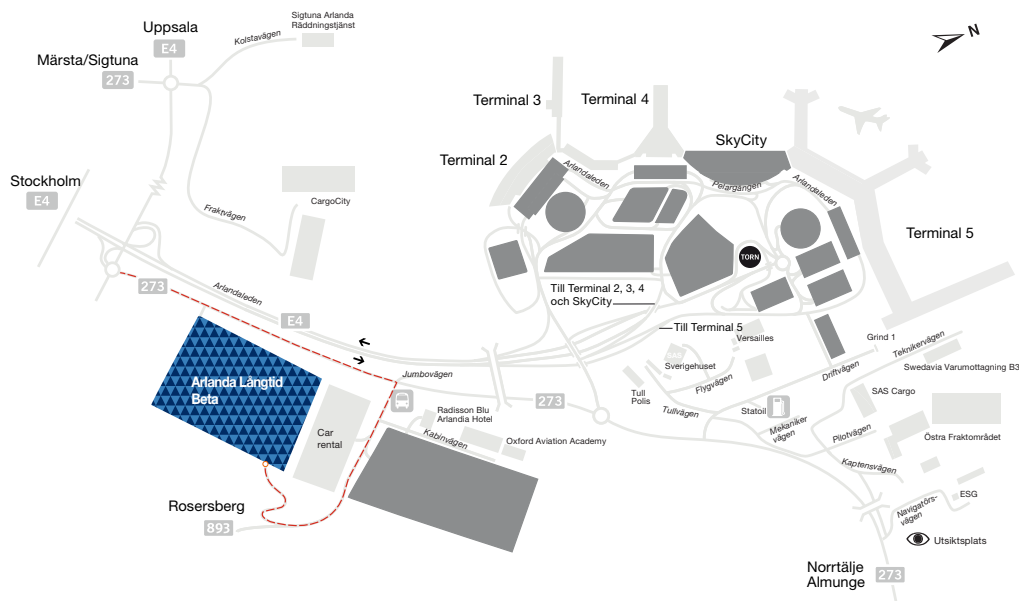 Sigtuna Arlanda
Räddningstjänst
Uppsala
E4
Kolstavägen
Märsta/Sigtuna
273
N
Terminal 3
Terminal 4
SkyCity
Terminal 2
Arlandaleden
Pelargången
Arlandaleden
Stockholm
E4
CargoCity
Fraktvägen
Terminal 5
TORN
273
Arlandaleden
E4
Till Terminal 2, 3, 4
och SkyCity
Till Terminal 5
Versailles
Grind 1
Teknikervägen
Swedavia Varumottagning B3
Sverigehuset
SAS
Flygvägen
Driftvägen
Jumbovägen
Arlanda Långtid
Beta
273
Tull
Polis
Tullvägen
Statoil
SAS Cargo
Radisson Blu
Arlandia Hotel
Kabinvägen
Oxford Aviation Academy
Car
rental
Mekaniker
vägen
Pilotvägen
Östra Fraktområdet
Kaptensvägen
ESG
Navigatörs-
vägen
Rosersberg
893
Utsiktsplats
Norrtälje
Almunge
273